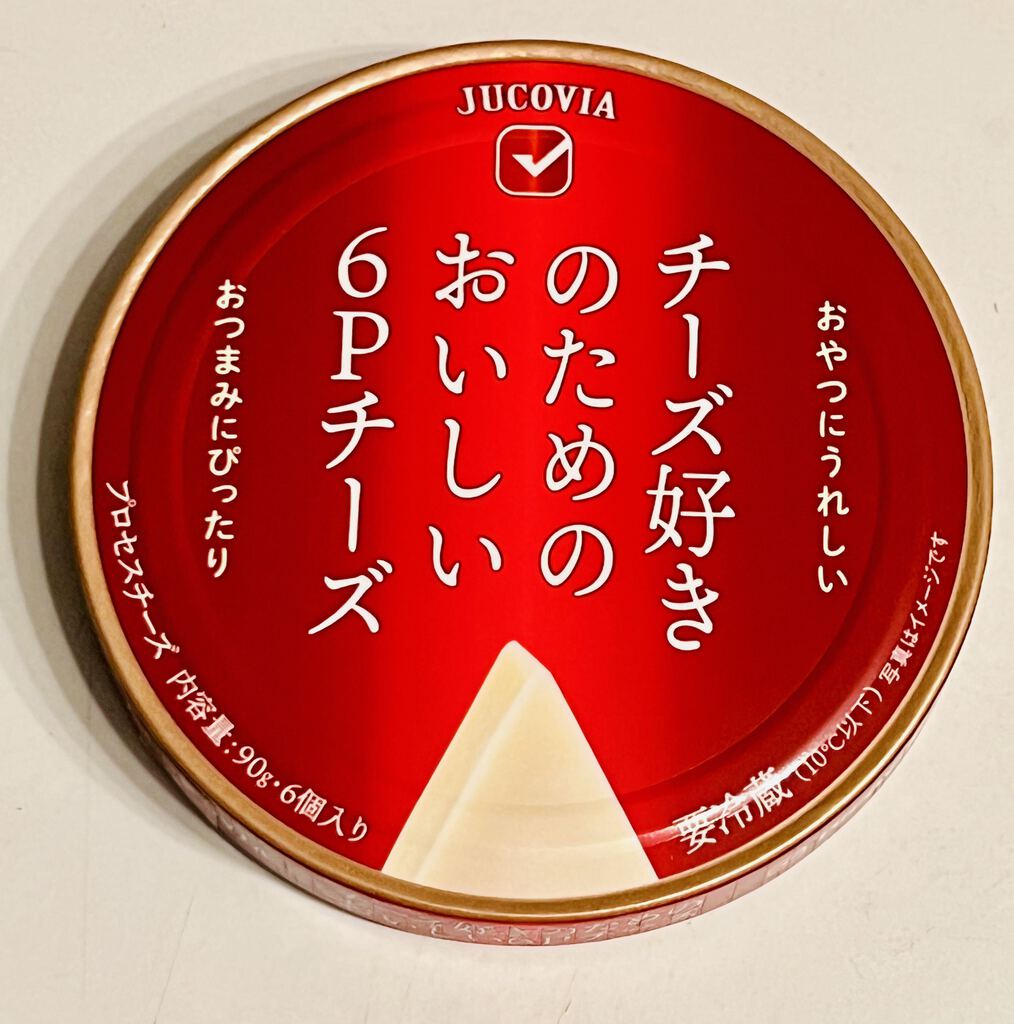 JUCOVIA
おやつにうれしい
チーズ好き
のための
おいしい
6Pチーズ
おつまみにぴったり
プロセスチーズ 内容量:90g・6個入り
要冷蔵(10℃以下) 写真はイメージです